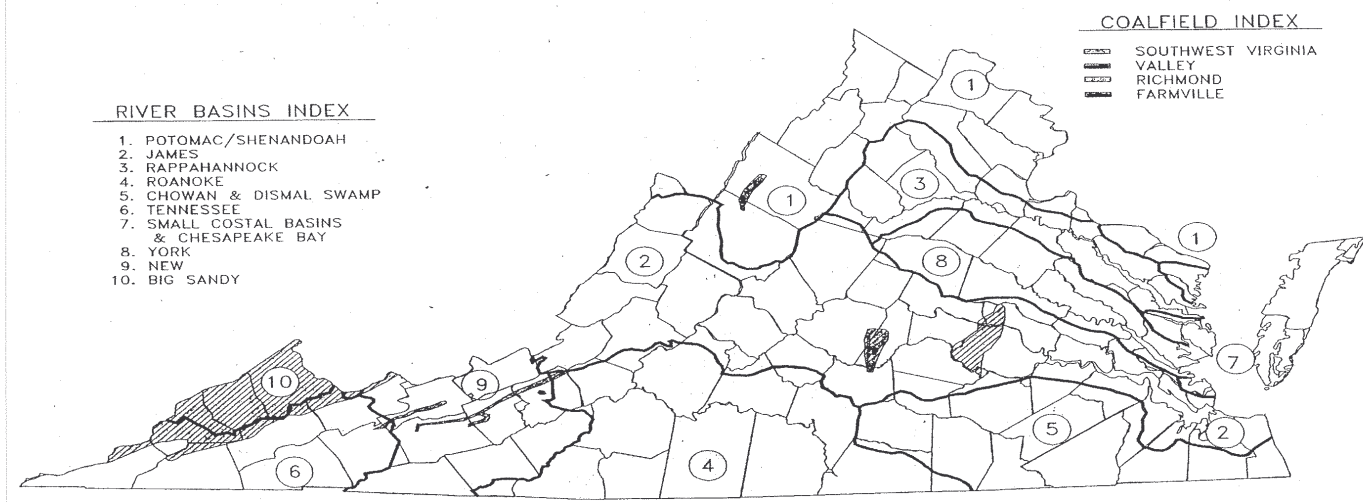 COALFIELD INDEX
SOUTHWEST VIRGINIA
VALLEY
RICHMOND
FARMVILLE
RIVER BASINS INDEX
1. POTOMAC/SHENANDOAH
2. JAMES
3. RAPPAHANNOCK
4. ROANOKE
5. CHOWAN & DISMAL SWAMP
6. TENNESSEE
7. SMALL COSTAL BASINS
& CHESAPEAKE BAY
8. YORK
9. NEW
10. BIG SANDY
1
3
1
1
2
8
7
10
9
5
2
6
4